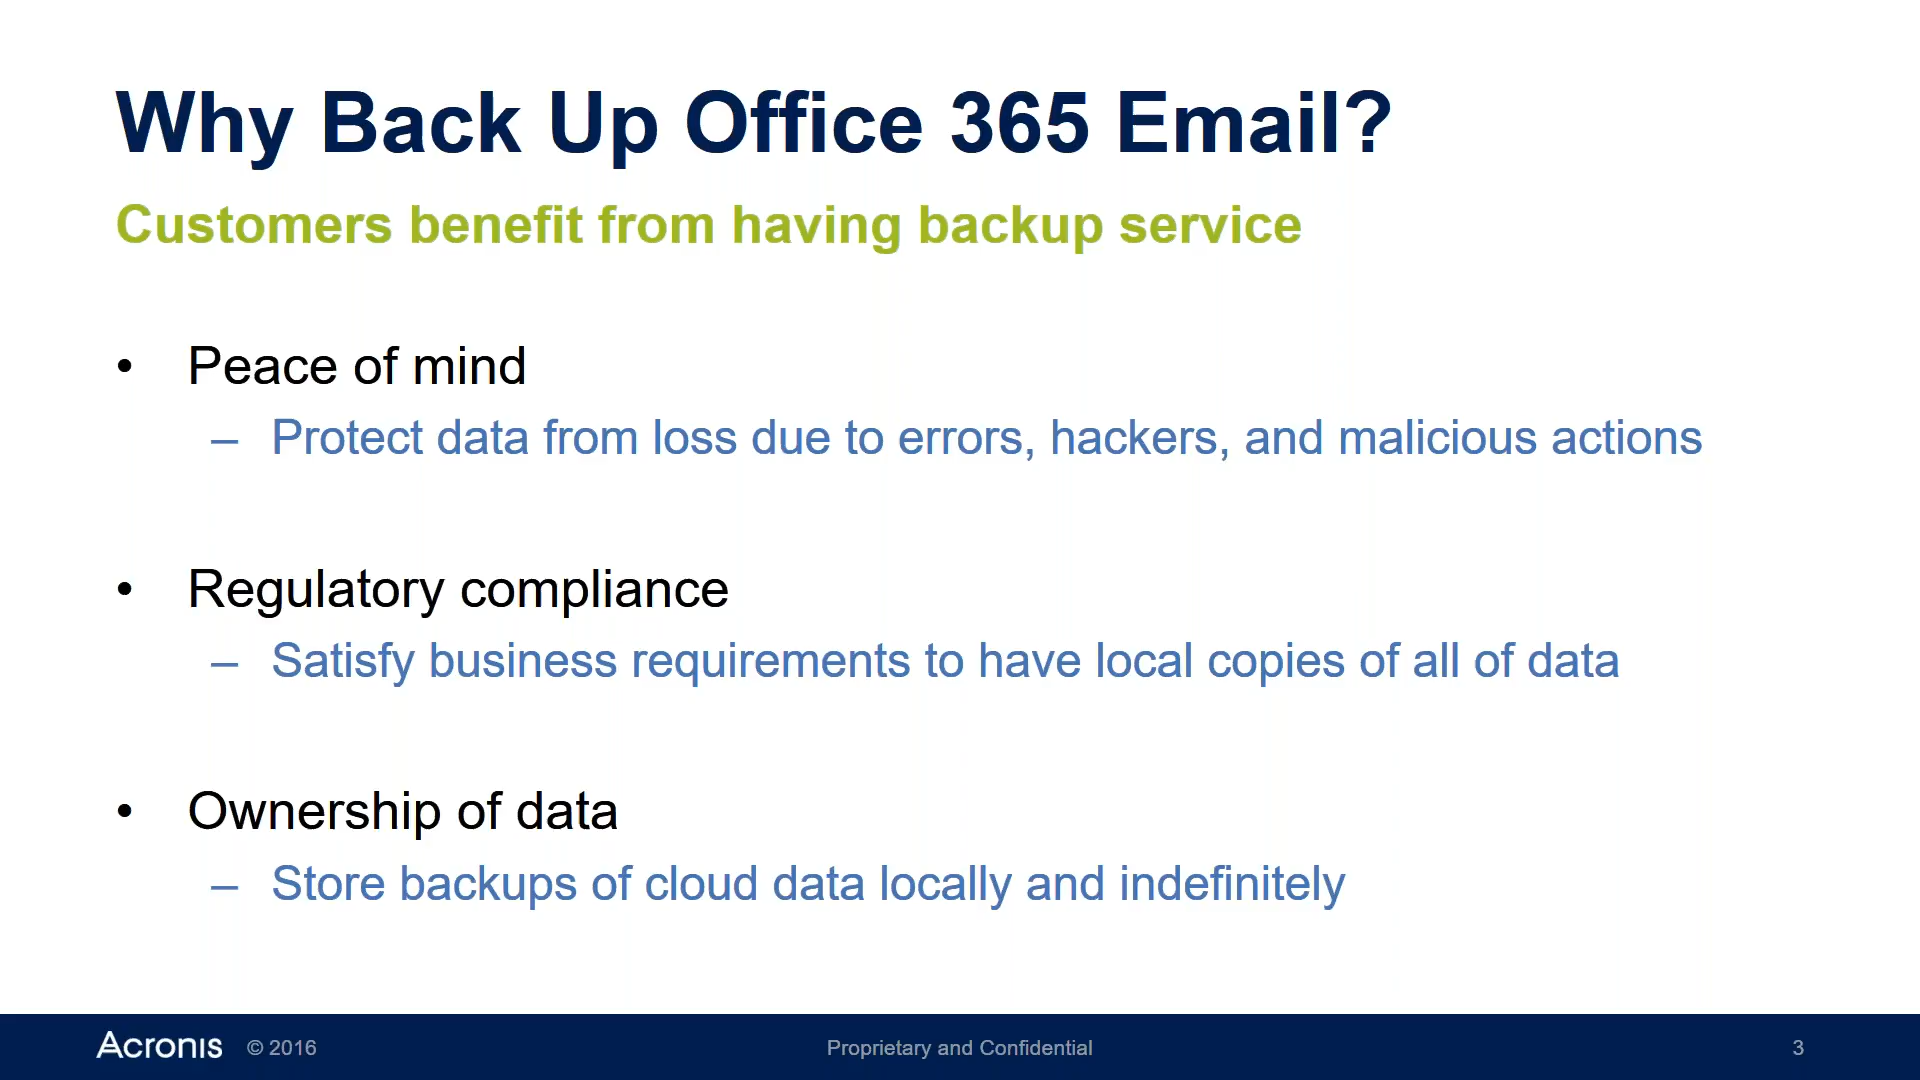 Why Back Up Office 365 Email?
Customers benefit from having backup service
• Peace of mind
– Protect data from loss due to errors, hackers, and malicious actions
• Regulatory compliance
– Satisfy business requirements to have local copies of all of data
• Ownership of data
– Store backups of cloud data locally and indefinitely
Acronis © 2016 Proprietary and Confidential 3